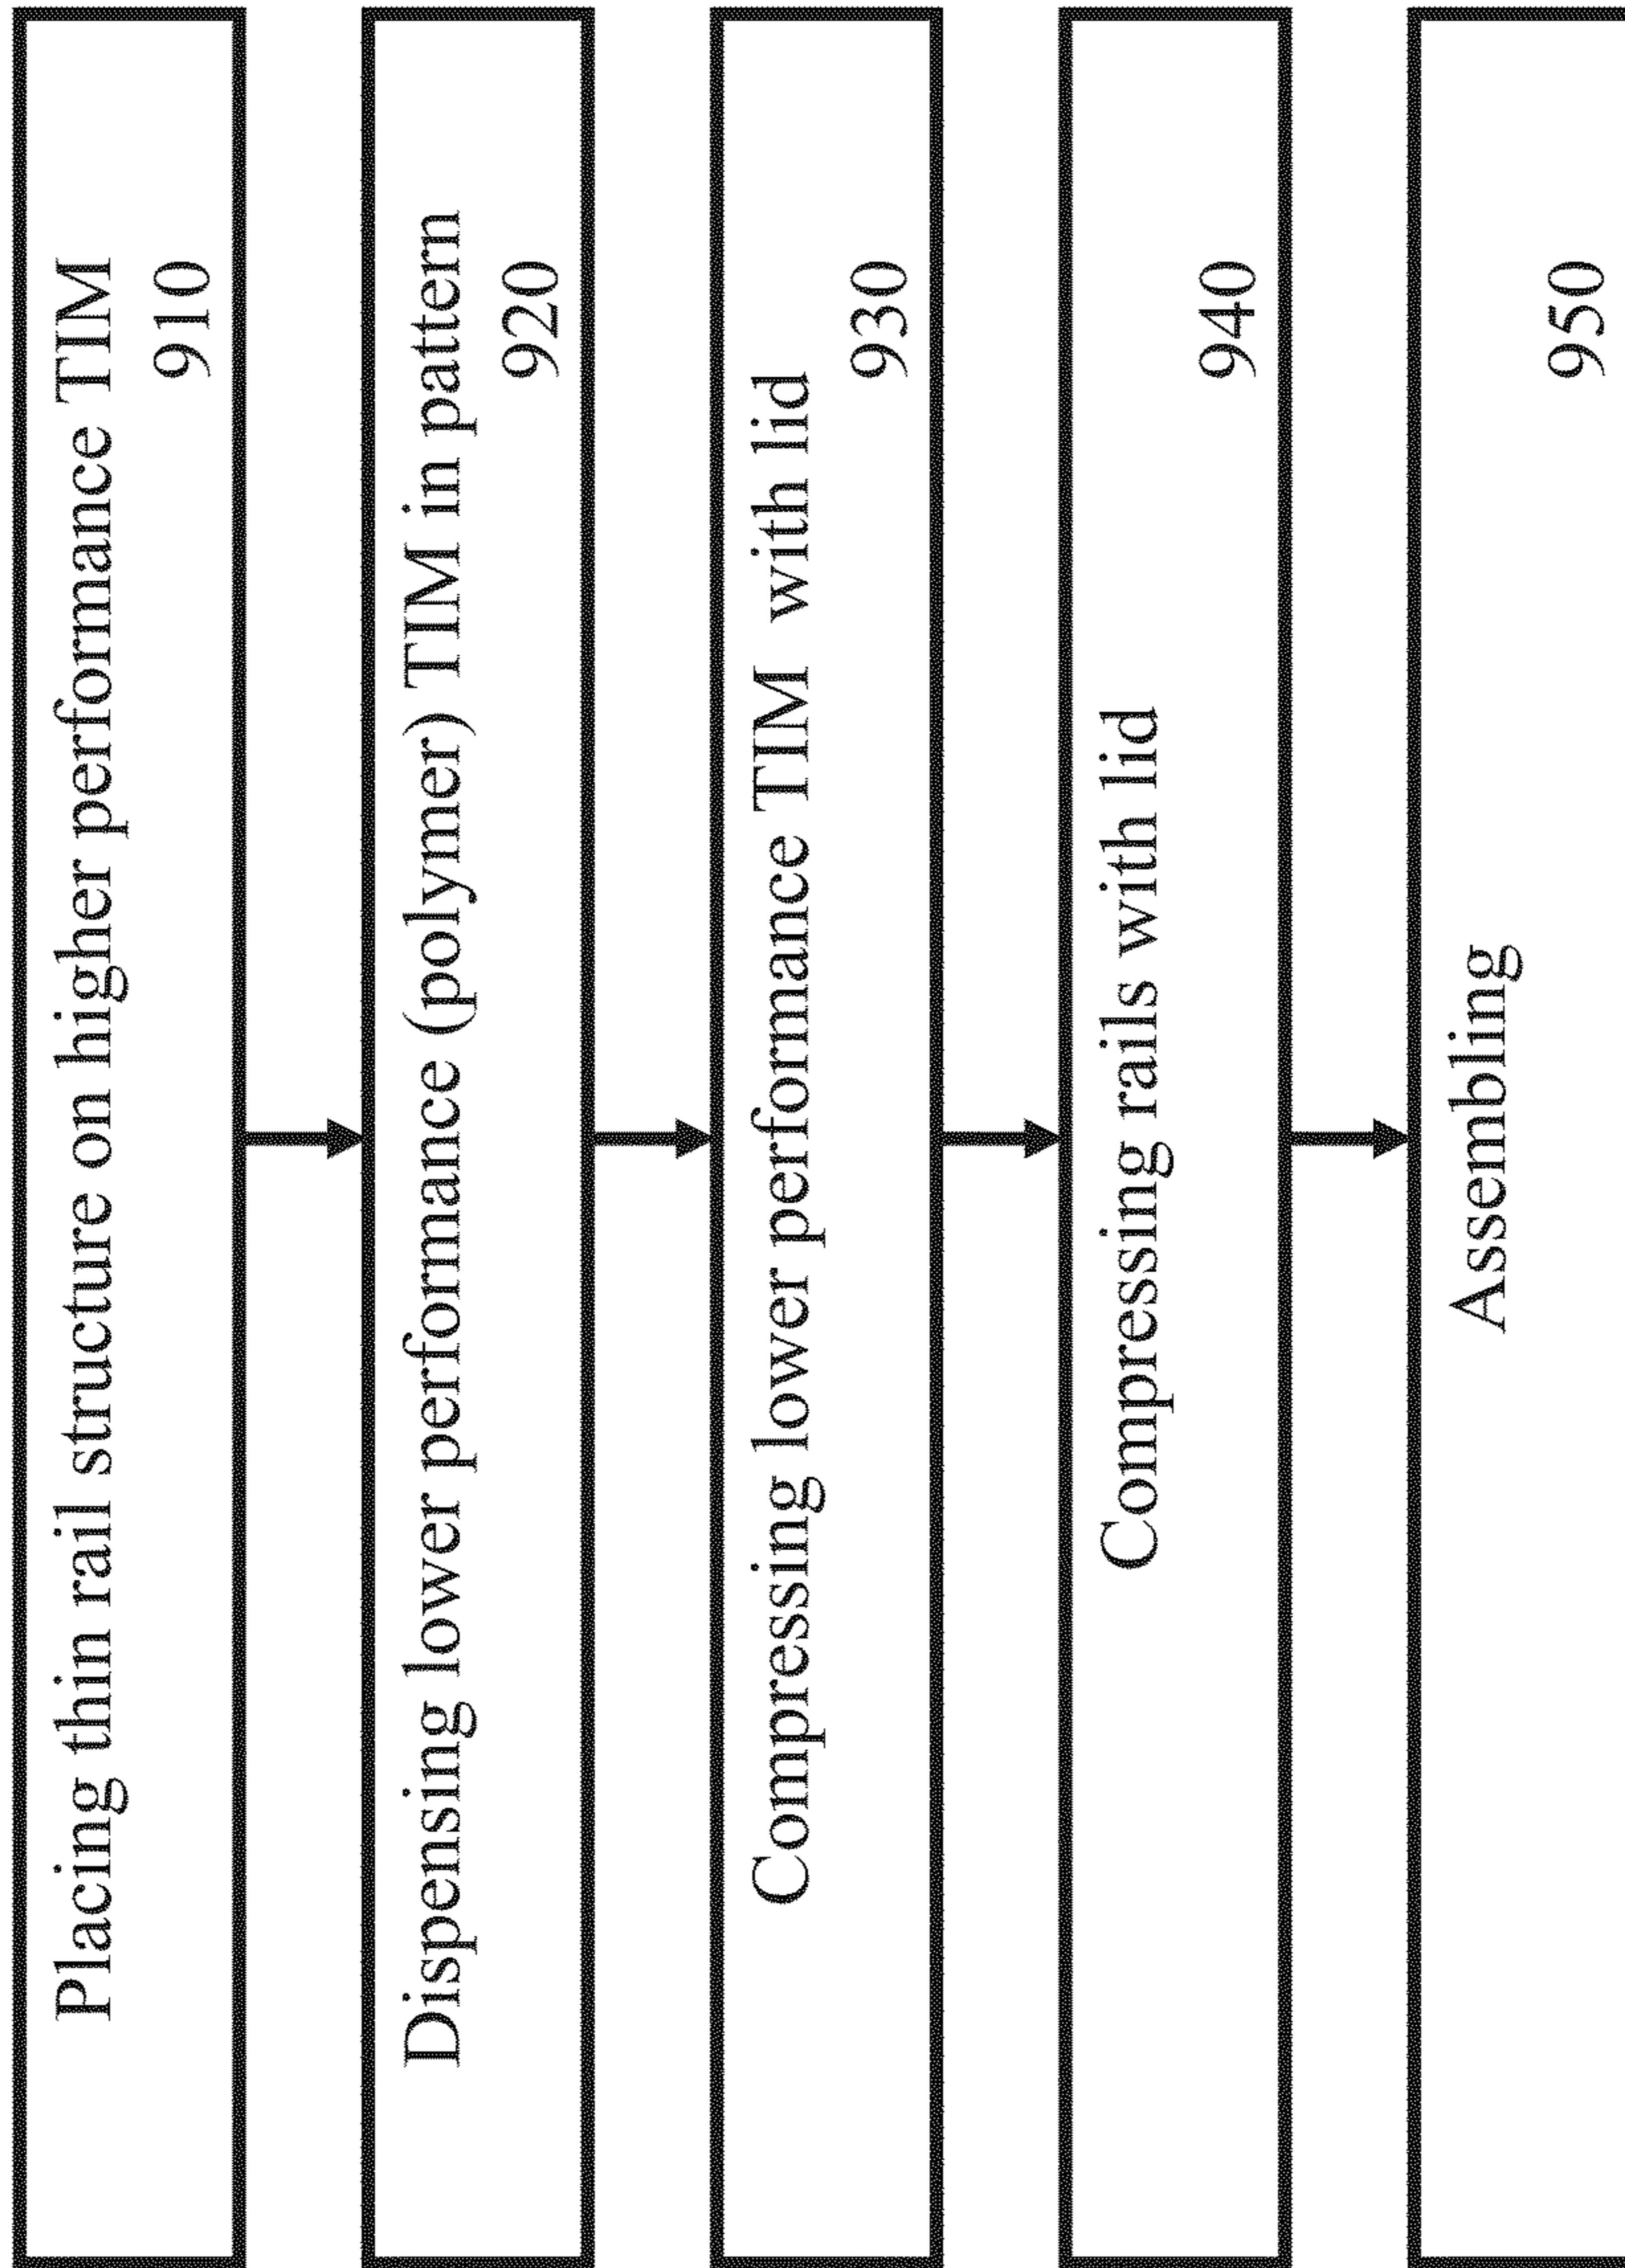 Placing thin rail structure on higher performance TIM
910
Dispensing lower performance (polymer) TIM in pattern
920
Compressing lower performance TIM with lid
930
Compressing rails with lid
940
Assembling
950